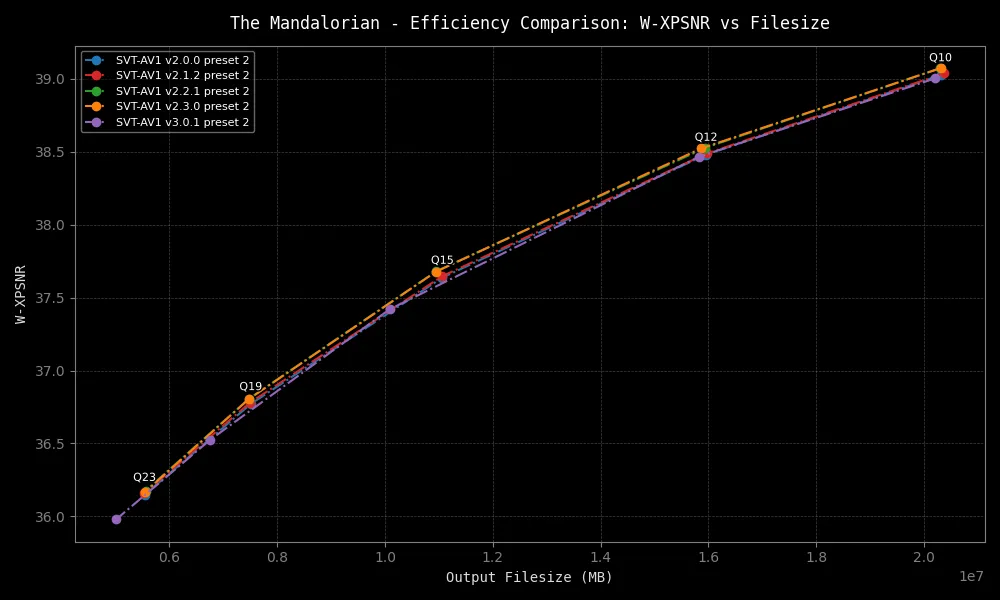 The Mandalorian - Efficiency Comparison: W-XPSNR vs Filesize
SVT-AV1 v2.0.0 preset 2
SVT-AV1 v2.1.2 preset 2
SVT-AV1 v2.2.1 preset 2
SVT-AV1 v2.3.0 preset 2
SVT-AV1 v3.0.1 preset 2
Q10
Q12
Q15
Q19
Q23
39.0
38.5
38.0
37.5
37.0
36.5
36.0
W-XPSNR
0.6 0.8 1.0 1.2 1.4 1.6 1.8 2.0
1e7
Output Filesize (MB)